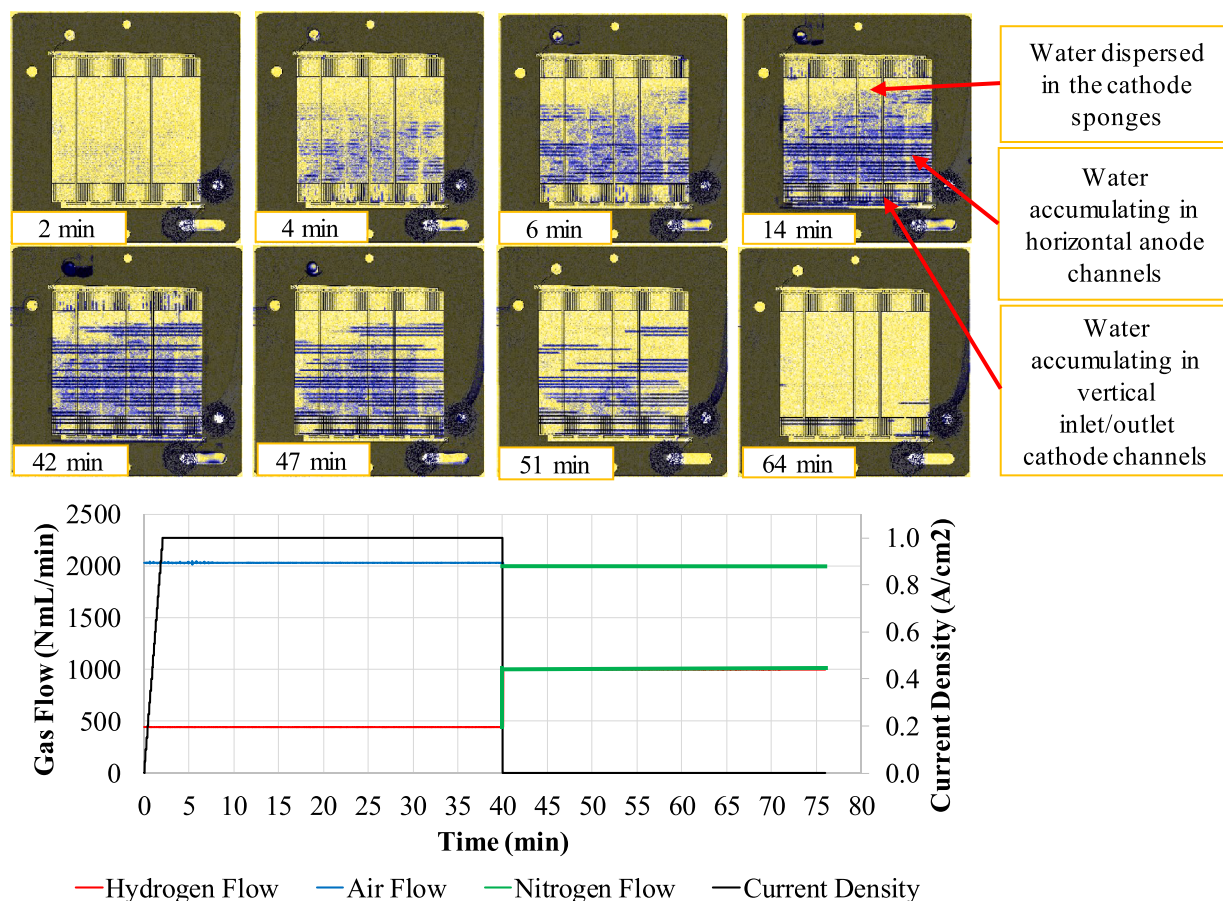 2 min
4 min
6 min
14 min
Water dispersed
in the cathode
sponges
Water
accumulating in
horizontal anode
channels
42 min
47 min
51 min
64 min
Water
accumulating in
vertical
inlet/outlet
cathode channels
Gas Flow (NmL/min)
2500
2000
1500
1000
500
0
1.0
0.8
0.6
0.4
0.2
0.0
Current Density (A/cm2)
0 5 10 15 20 25 30 35 40 45 50 55 60 65 70 75 80
Time (min)
Hydrogen Flow Air Flow Nitrogen Flow Current Density